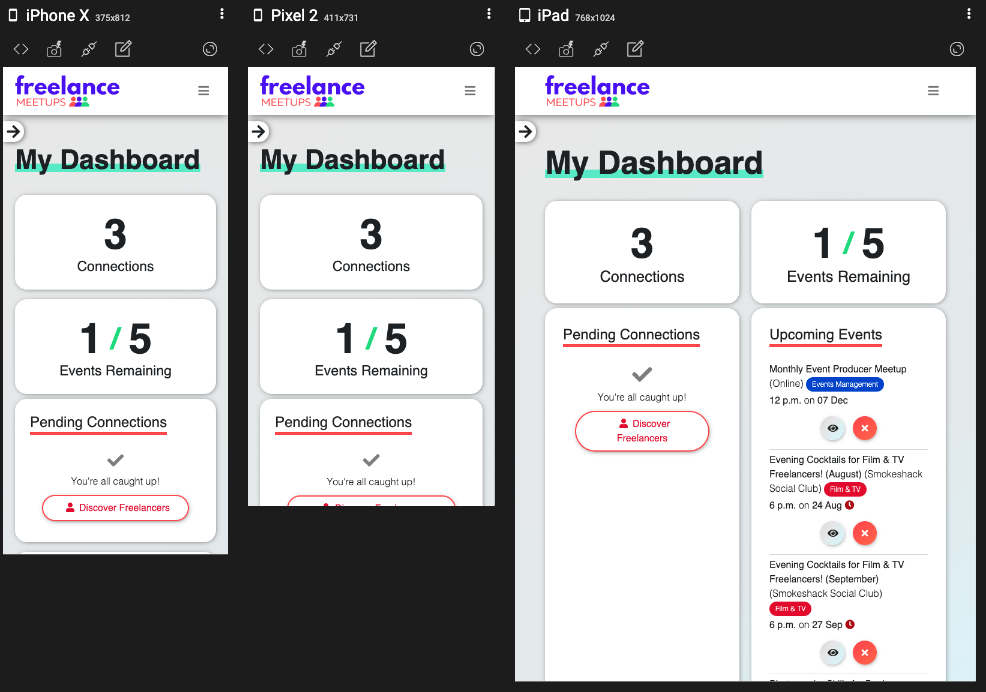 iPhone X 375x812
freelance
MEETUPS
My Dashboard
3
Connections
1 / 5
Events Remaining
Pending Connections
You're all caught up!
Discover Freelancers
Pixel 2 411x731
freelance
MEETUPS
My Dashboard
3
Connections
1 / 5
Events Remaining
Pending Connections
You're all caught up!
iPad 768x1024
freelance
MEETUPS
My Dashboard
3
Connections
1 / 5
Events Remaining
Pending Connections
You're all caught up!
Discover
Freelancers
Upcoming Events
Monthly Event Producer Meetup
(Online) Events Management
12 p.m. on 07 Dec
Evening Cocktails for Film & TV
Freelancers! (August) (Smokeshack
Social Club) Film & TV
6 p.m. on 24 Aug
Evening Cocktails for Film & TV
Freelancers! (September)
(Smokeshack Social Club)
Film & TV
6 p.m. on 27 Sep